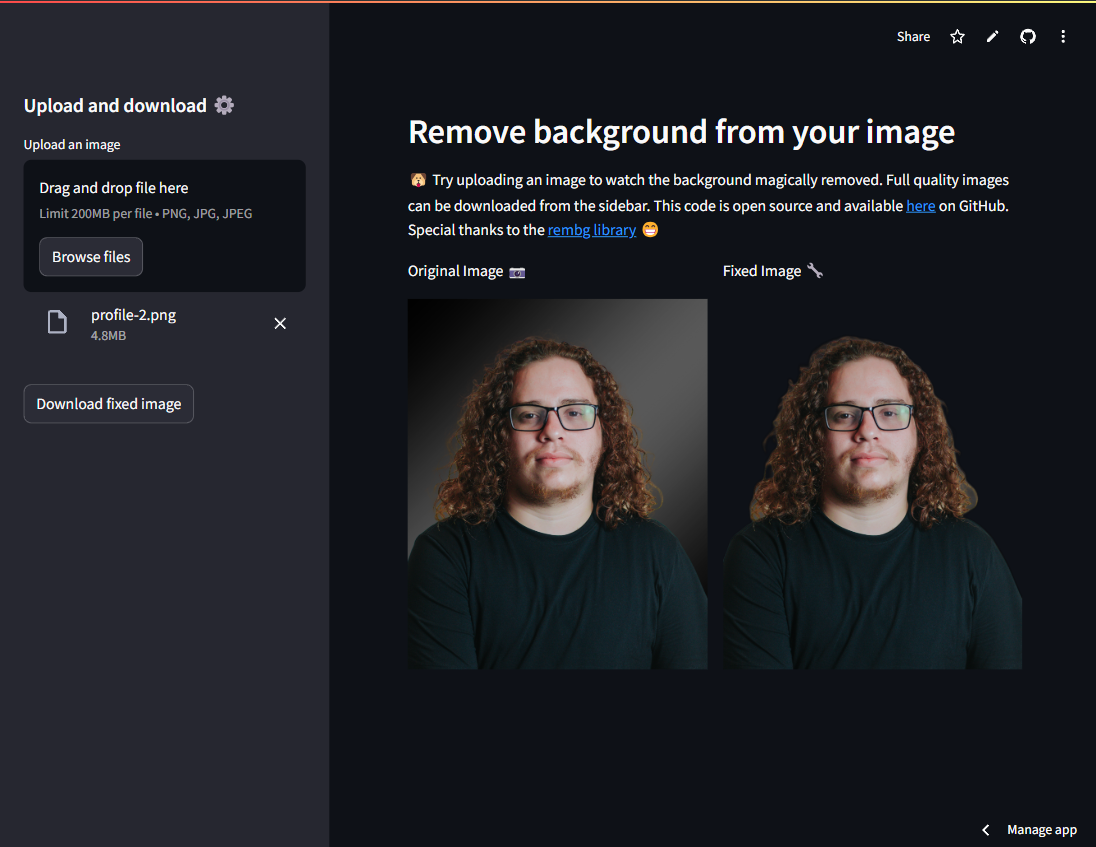 Share
Upload and download
Upload an image
Drag and drop file here
Limit 200MB per file • PNG, JPG, JPEG
Browse files
profile-2.png
4.8MB
Download fixed image
Remove background from your image
🐶 Try uploading an image to watch the background magically removed. Full quality images
can be downloaded from the sidebar. This code is open source and available here on GitHub.
Special thanks to the rembg library 😁
Original Image 📷
Fixed Image 🔧
Manage app